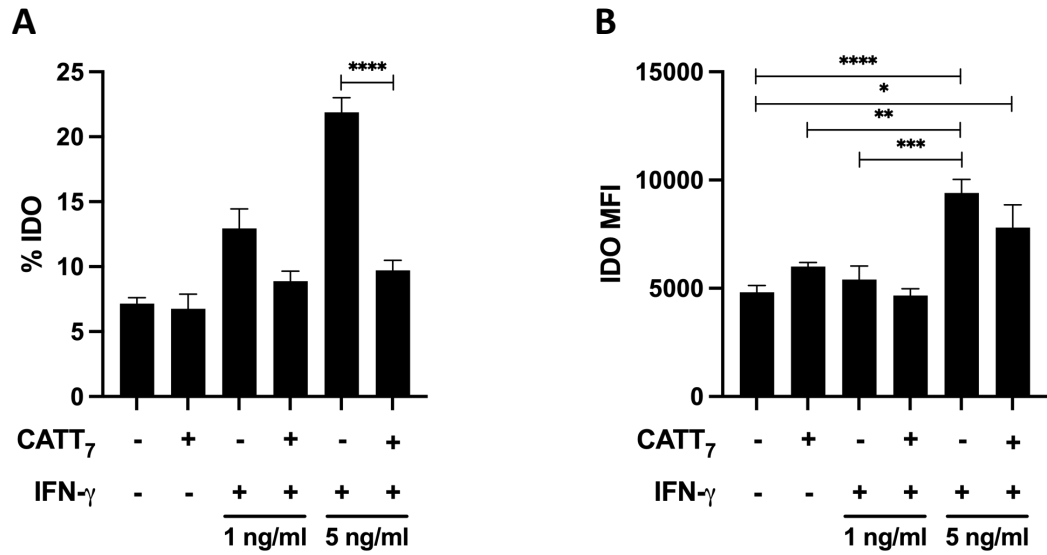 A
% IDO
25
20
15
10
5
0
****
CATT7 - + - + - +
IFN-γ - - + + + +
1 ng/ml 5 ng/ml
B
IDO MFI
15000
10000
5000
0
****
*
**
***
CATT7 - + - + - +
IFN-γ - - + + + +
1 ng/ml 5 ng/ml